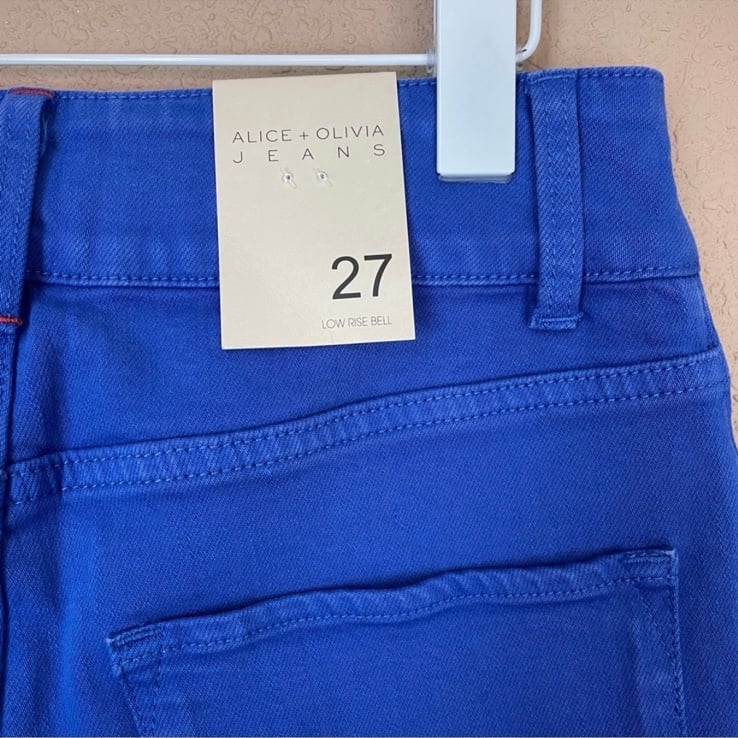 ALICE + OLIVIA
JEANS
27
LOW RISE BELL